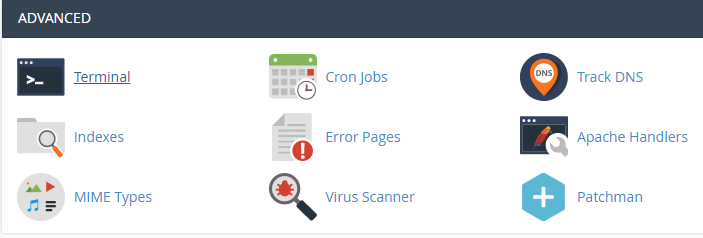 ADVANCED
Terminal
Cron Jobs
DNS
Track DNS
Indexes
Error Pages
Apache Handlers
MIME Types
Virus Scanner
Patchman